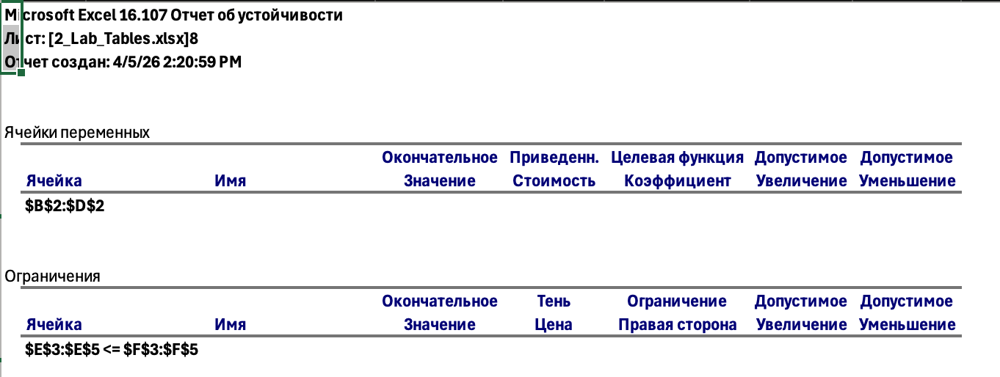 Microsoft Excel 16.107 Отчет об устойчивости
Лист: [2_Lab_Tables.xlsx]8
Отчет создан: 4/5/26 2:20:59 PM
Ячейки переменных
Окончательное Приведенн. Целевая функция Допустимое Допустимое
Ячейка Имя Значение Стоимость Коэффициент Увеличение Уменьшение
$B$2:$D$2
Ограничения
Окончательное Тень Ограничение Допустимое Допустимое
Ячейка Имя Значение Цена Правая сторона Увеличение Уменьшение
$E$3:$E$5 <= $F$3:$F$5